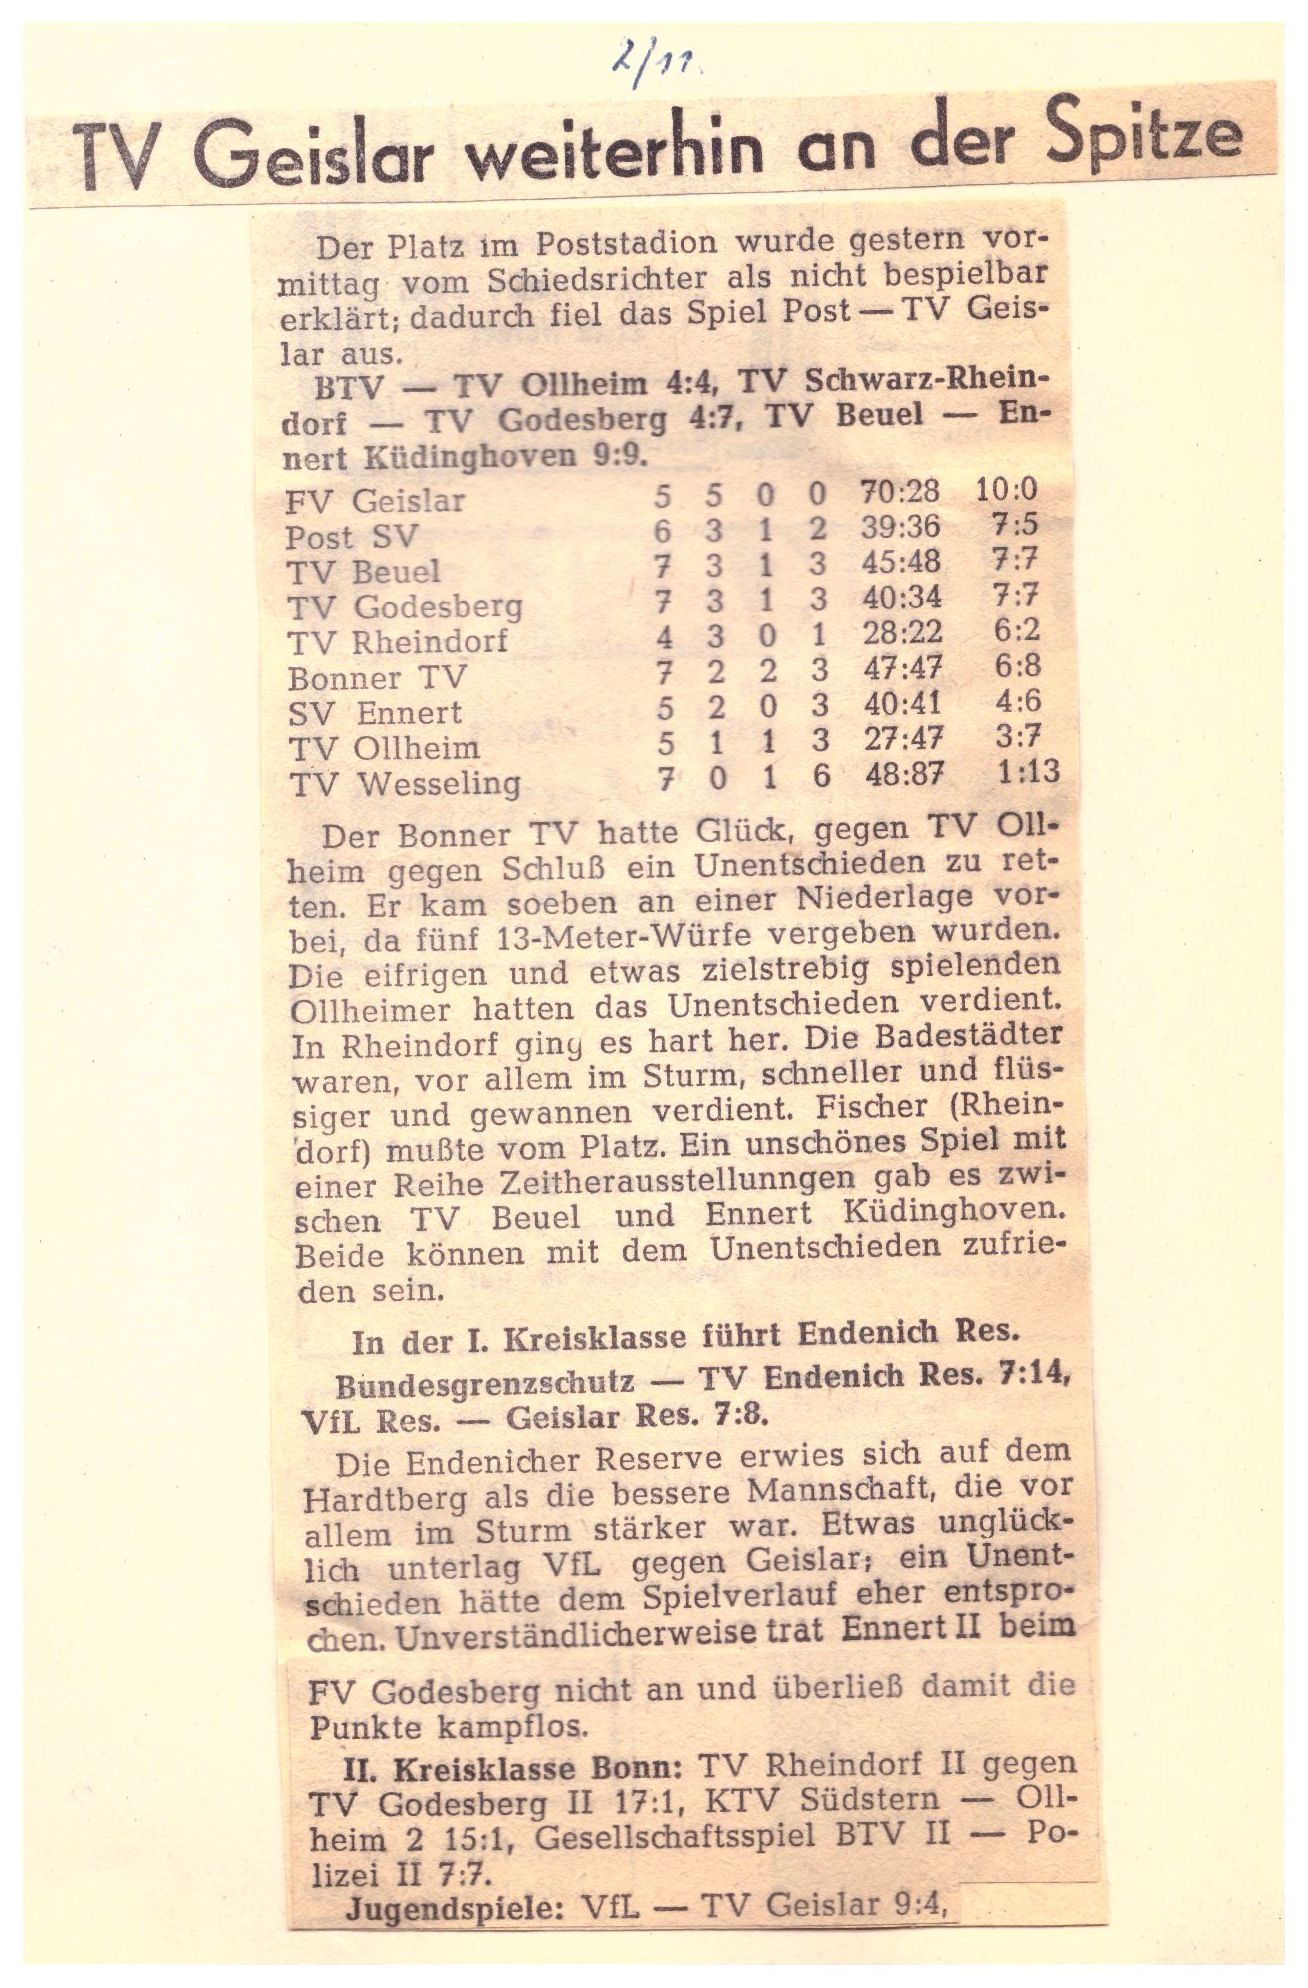 2/11.
TV Geislar weiterhin an der Spitze
Der Platz im Poststadion wurde gestern vor-
mittag vom Schiedsrichter als nicht bespielbar
erklärt; dadurch fiel das Spiel Post — TV Geis-
lar aus.
BTV — TV Ollheim 4:4, TV Schwarz-Rhein-
dorf — TV Godesberg 4:7, TV Beuel — En-
nert Küdinghoven 9:9.
FV Geislar 5 5 0 0 70:28 10:0
Post SV 6 3 1 2 39:36 7:5
TV Beuel 7 3 1 3 45:48 7:7
TV Godesberg 7 3 1 3 40:34 7:7
TV Rheindorf 4 3 0 1 28:22 6:2
Bonner TV 7 2 2 3 47:47 6:8
SV Ennert 5 2 0 3 40:41 4:6
TV Ollheim 5 1 1 3 27:47 3:7
TV Wesseling 7 0 1 6 48:87 1:13
Der Bonner TV hatte Glück, gegen TV Oll-
heim gegen Schluß ein Unentschieden zu ret-
ten. Er kam soeben an einer Niederlage vor-
bei, da fünf 13-Meter-Würfe vergeben wurden.
Die eifrigen und etwas zielstrebig spielenden
Ollheimer hatten das Unentschieden verdient.
In Rheindorf ging es hart her. Die Badestädter
waren, vor allem im Sturm, schneller und flüs-
siger und gewannen verdient. Fischer (Rhein-
dorf) mußte vom Platz. Ein unschönes Spiel mit
einer Reihe Zeitherausstellunngen gab es zwi-
schen TV Beuel und Ennert Küdinghoven.
Beide können mit dem Unentschieden zufrie-
den sein.
In der I. Kreisklasse führt Endenich Res.
Bundesgrenzschutz — TV Endenich Res. 7:14,
VfL Res. — Geislar Res. 7:8.
Die Endenicher Reserve erwies sich auf dem
Hardtberg als die bessere Mannschaft, die vor
allem im Sturm stärker war. Etwas unglück-
lich unterlag VfL gegen Geislar; ein Unent-
schieden hätte dem Spielverlauf eher entspro-
chen. Unverständlicherweise trat Ennert II beim
FV Godesberg nicht an und überließ damit die
Punkte kampflos.
II. Kreisklasse Bonn: TV Rheindorf II gegen
TV Godesberg II 17:1, KTV Südstern — Oll-
heim 2 15:1, Gesellschaftsspiel BTV II — Po-
lizei II 7:7.
Jugendspiele: VfL — TV Geislar 9:4,